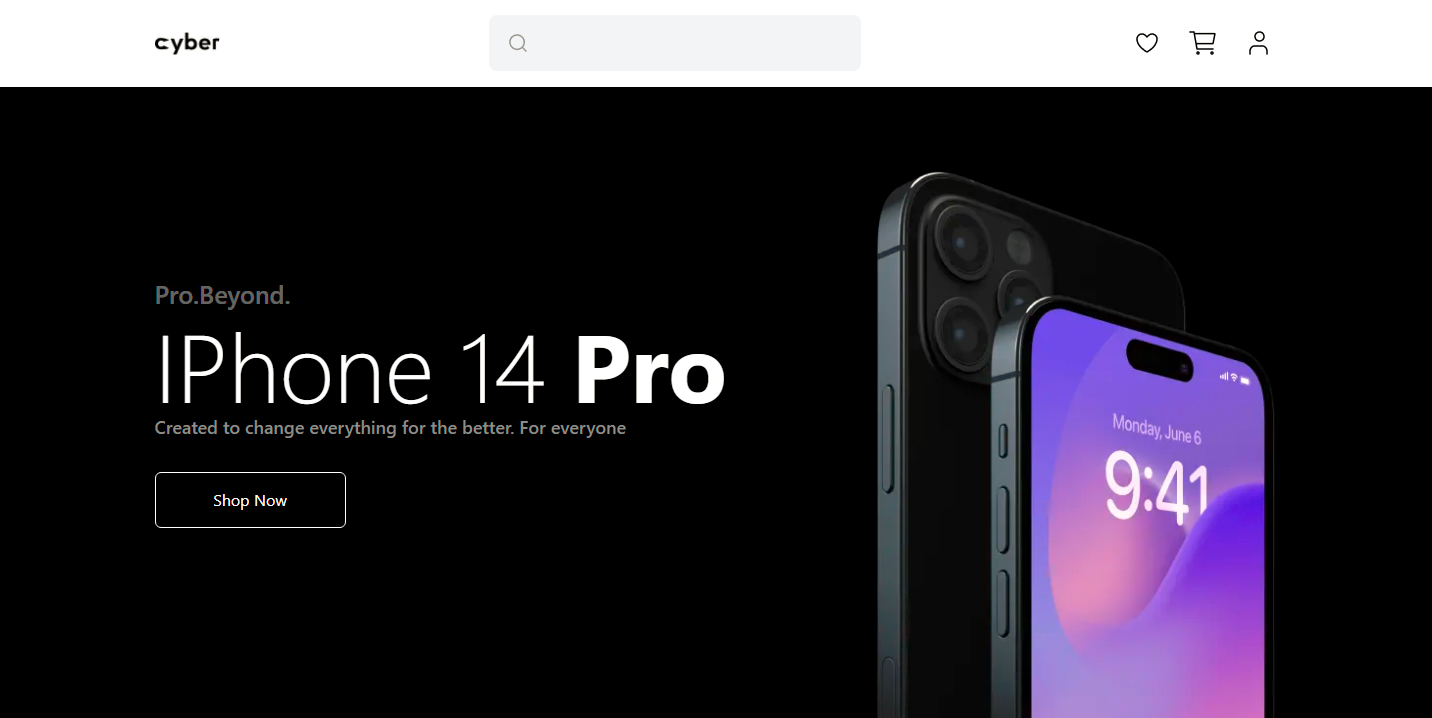 cyber
Pro.Beyond.
IPhone 14 Pro
Created to change everything for the better. For everyone
Shop Now
Monday, June 6
9:41